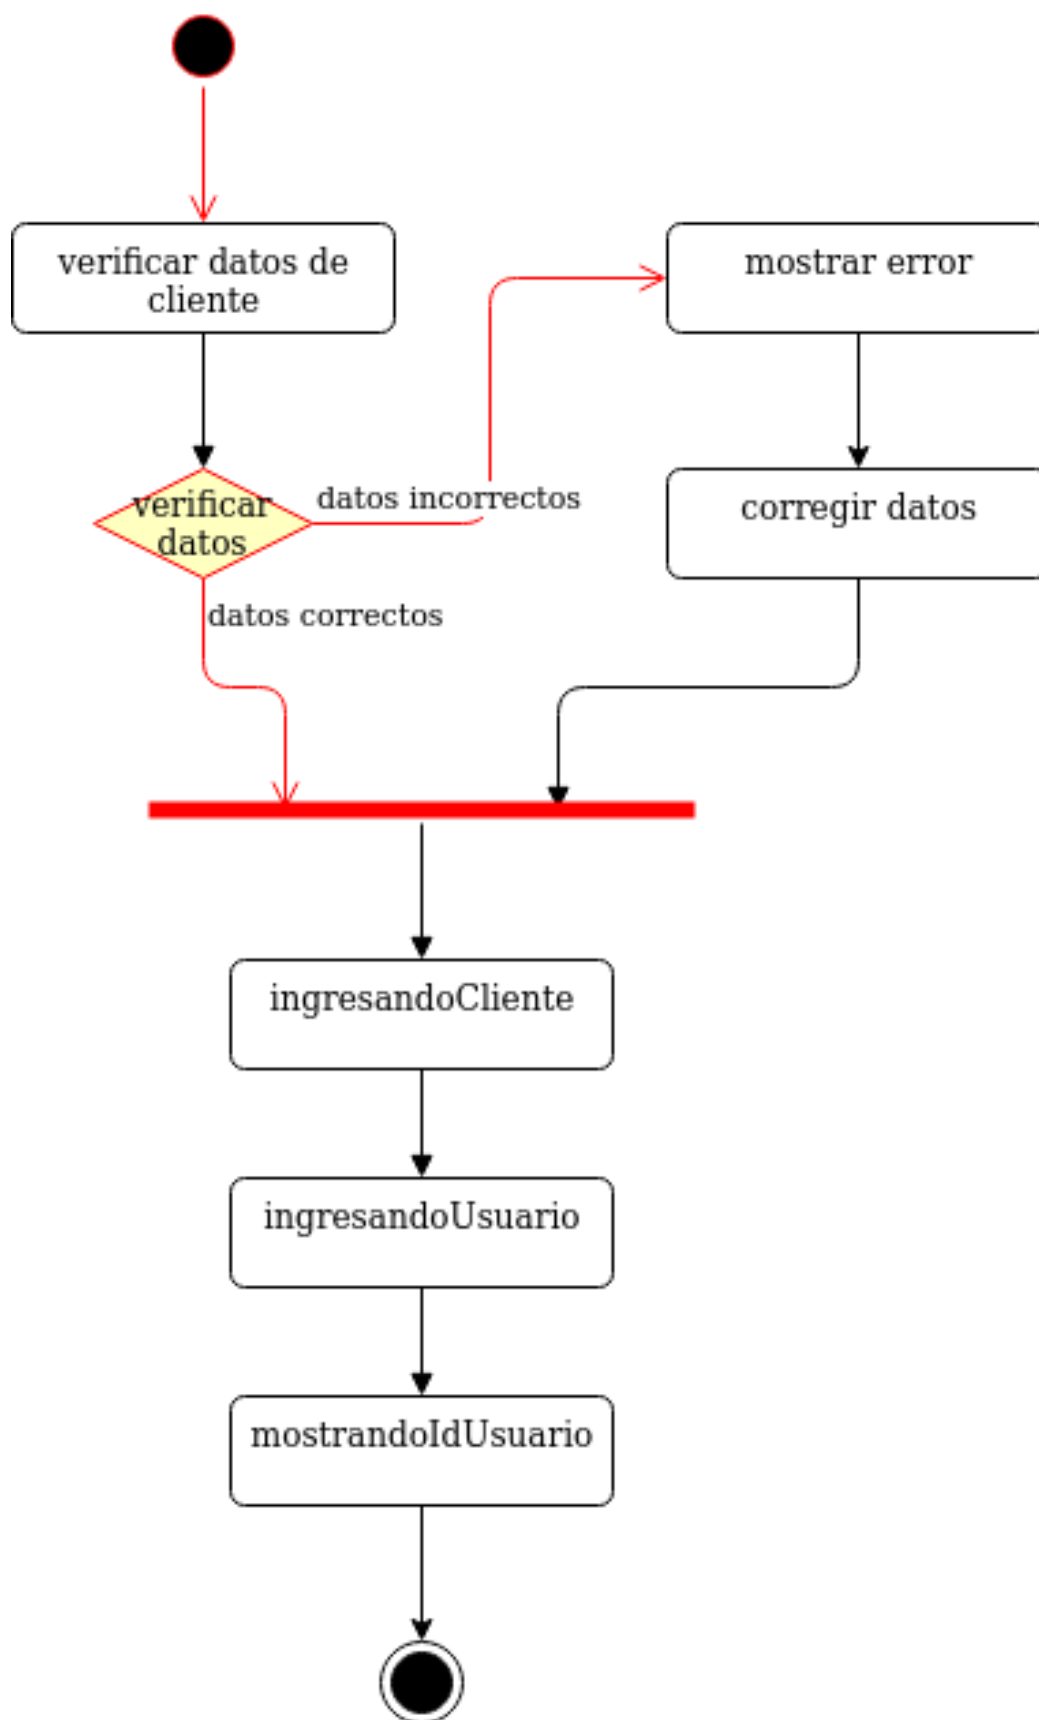 verificar datos de
cliente
mostrar error
verificar
datos
datos incorrectos
corregir datos
datos correctos
ingresandoCliente
ingresandoUsuario
mostrandoIdUsuario